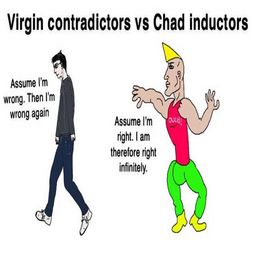 Virgin contradictors vs Chad inductors
Assume I'm
wrong. Then I'm
wrong again
Assume I'm
right. I am
therefore right
infinitely.